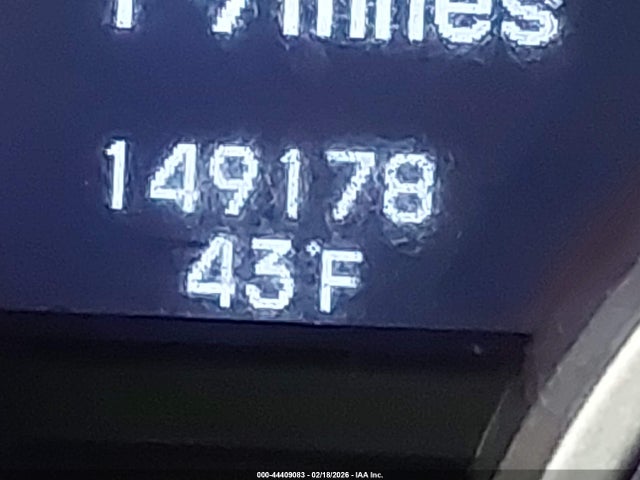 miles
149178
43°F
000-44409083 - 02/18/2026 - IAA Inc.